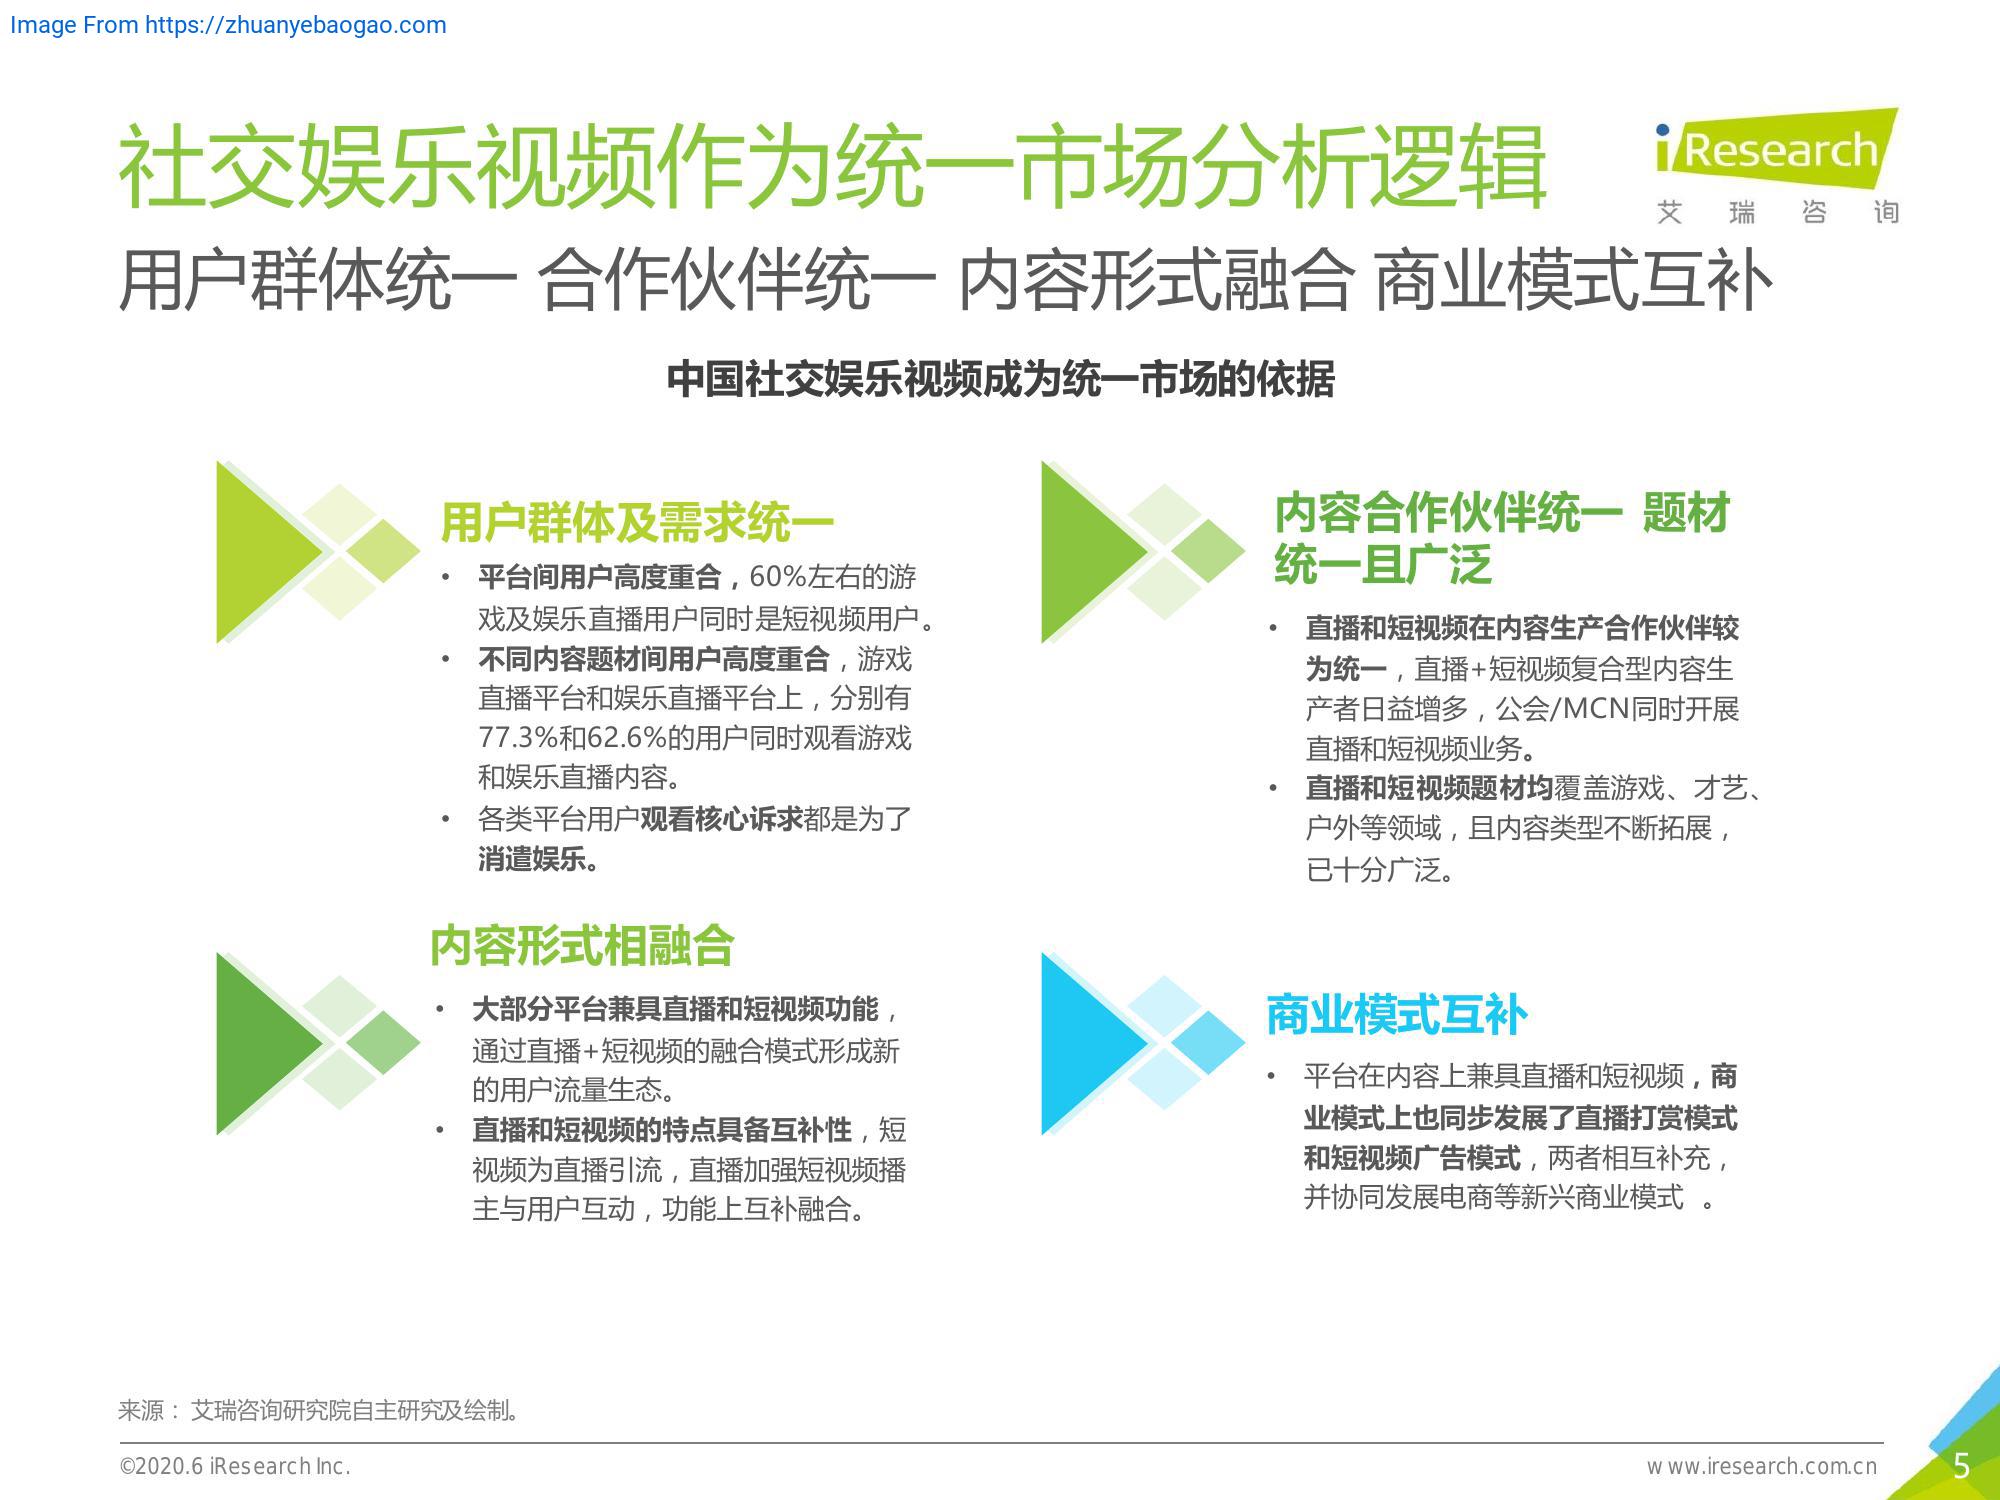 Image From https://zhuanyebaogao.com
社交娱乐视频作为统一市场分析逻辑
iResearch
艾瑞咨询
用户群体统一 合作伙伴统一 内容形式融合 商业模式互补
中国社交娱乐视频成为统一市场的依据
用户群体及需求统一
• 平台间用户高度重合，60%左右的游
戏及娱乐直播用户同时是短视频用户。
• 不同内容题材间用户高度重合，游戏
直播平台和娱乐直播平台上，分别有
77.3%和62.6%的用户同时观看游戏
和娱乐直播内容。
• 各类平台用户观看核心诉求都是为了
消遣娱乐。
内容合作伙伴统一 题材
统一且广泛
• 直播和短视频在内容生产合作伙伴较
为统一，直播+短视频复合型内容生
产者日益增多，公会/MCN同时开展
直播和短视频业务。
• 直播和短视频题材均覆盖游戏、才艺、
户外等领域，且内容类型不断拓展，
已十分广泛。
内容形式相融合
• 大部分平台兼具直播和短视频功能，
通过直播+短视频的融合模式形成新
的用户流量生态。
• 直播和短视频的特点具备互补性，短
视频为直播引流，直播加强短视频播
主与用户互动，功能上互补融合。
商业模式互补
• 平台在内容上兼具直播和短视频，商
业模式上也同步发展了直播打赏模式
和短视频广告模式，两者相互补充，
并协同发展电商等新兴商业模式 。
来源：艾瑞咨询研究院自主研究及绘制。
©2020.6 iResearch Inc.
www.iresearch.com.cn
5